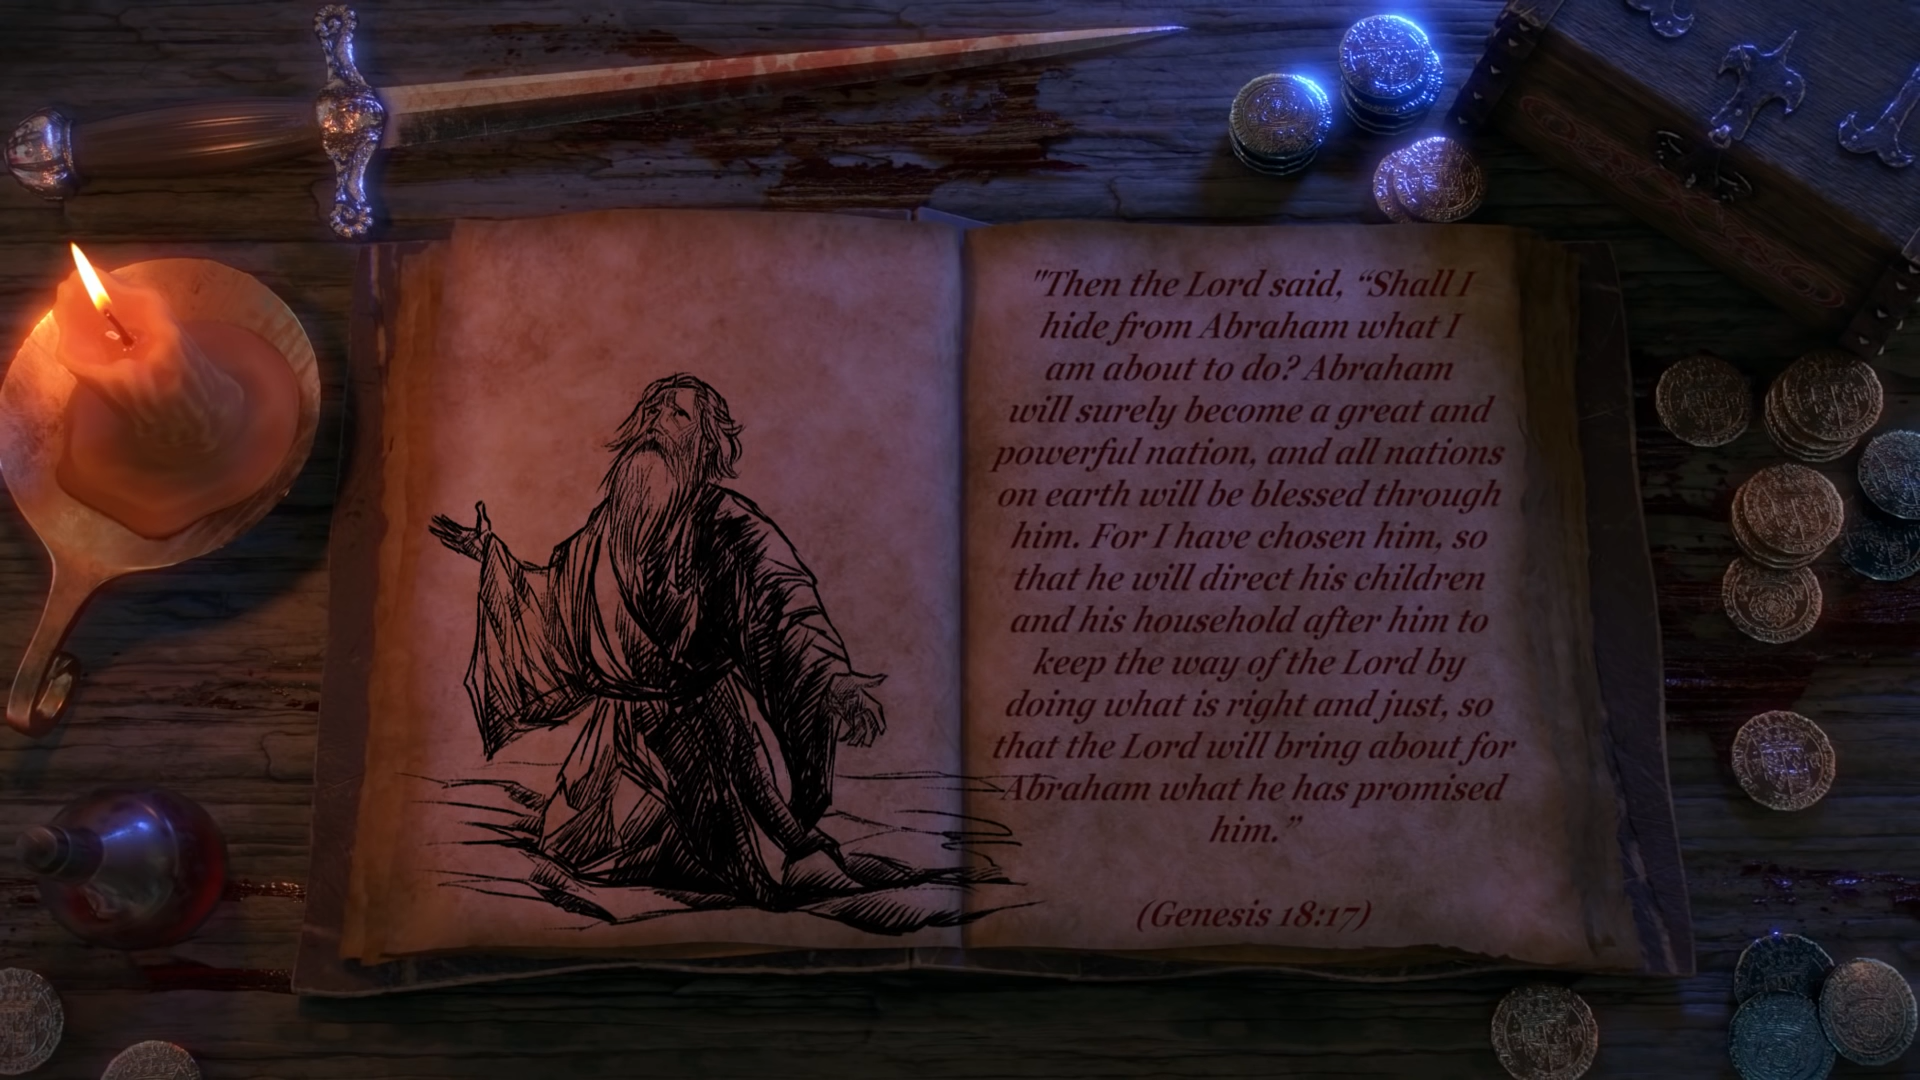 "Then the Lord said, “Shall I
hide from Abraham what I
am about to do? Abraham
will surely become a great and
powerful nation, and all nations
on earth will be blessed through
him. For I have chosen him, so
that he will direct his children
and his household after him to
keep the way of the Lord by
doing what is right and just, so
that the Lord will bring about for
Abraham what he has promised
him.”
(Genesis 18:17)